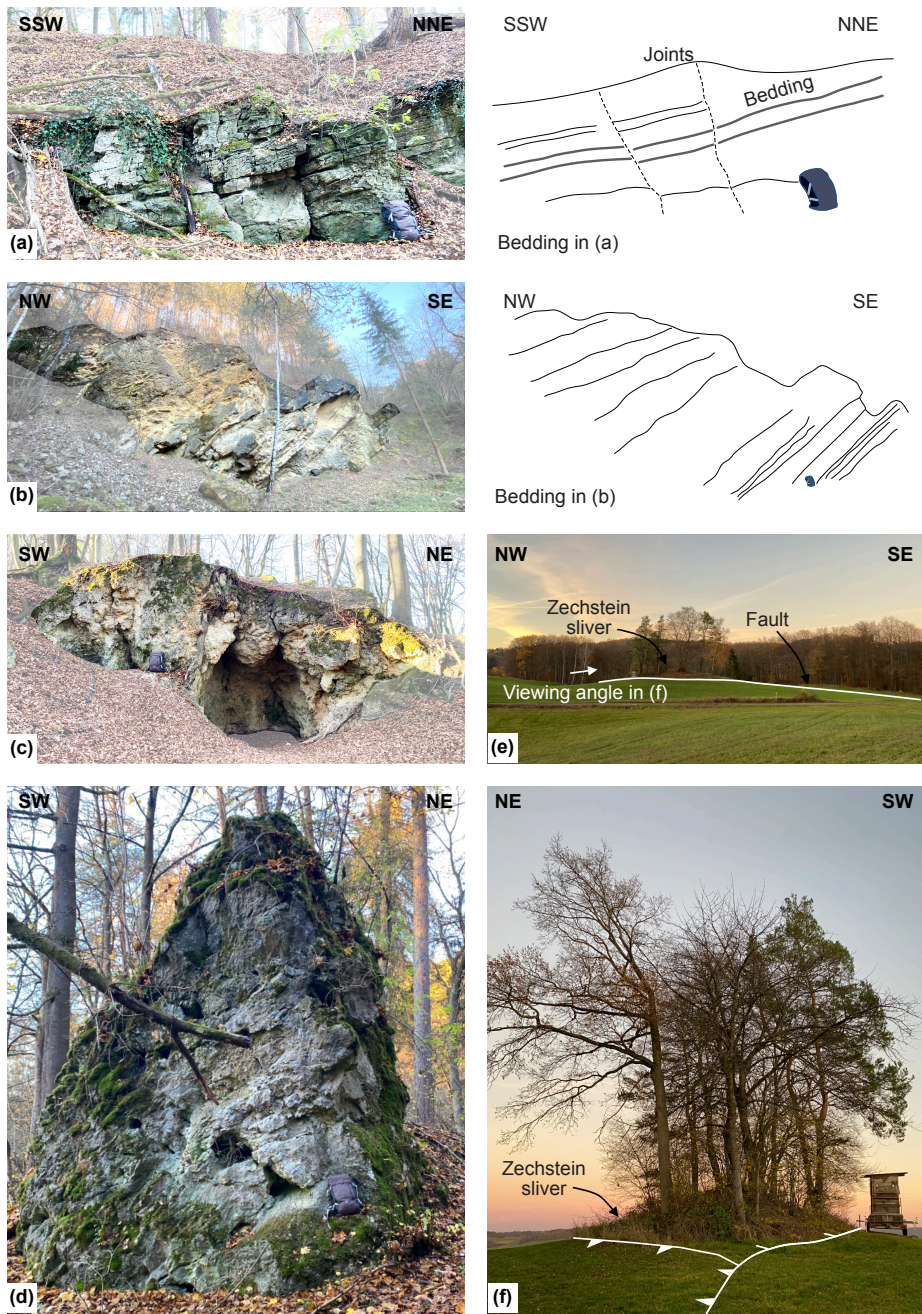 SSW
NNE
(a)
SSW
NNE
Joints
Bedding
Bedding in (a)
NW
SE
(b)
NW
SE
Bedding in (b)
SW
NE
(c)
NW
SE
Zechstein
sliver
Fault
Viewing angle in (f)
(e)
SW
NE
(d)
NE
SW
Zechstein
sliver
(f)